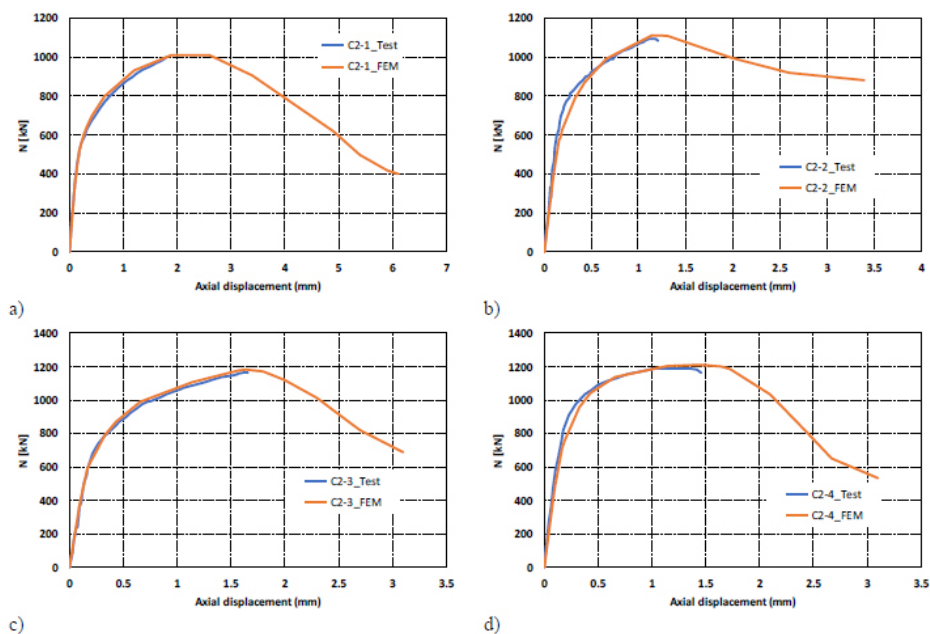 1200
1000
800
600
400
200
0
N [kN]
C2-1_Test
C2-1_FEM
0 1 2 3 4 5 6 7
Axial displacement (mm)
a)
1200
1000
800
600
400
200
0
N [kN]
C2-2_Test
C2-2_FEM
0 0.5 1 1.5 2 2.5 3 3.5 4
Axial displacement (mm)
b)
1400
1200
1000
800
600
400
200
0
N [kN]
C2-3_Test
C2-3_FEM
0 0.5 1 1.5 2 2.5 3 3.5
Axial displacement (mm)
c)
1400
1200
1000
800
600
400
200
0
N [kN]
C2-4_Test
C2-4_FEM
0 0.5 1 1.5 2 2.5 3 3.5
Axial displacement (mm)
d)